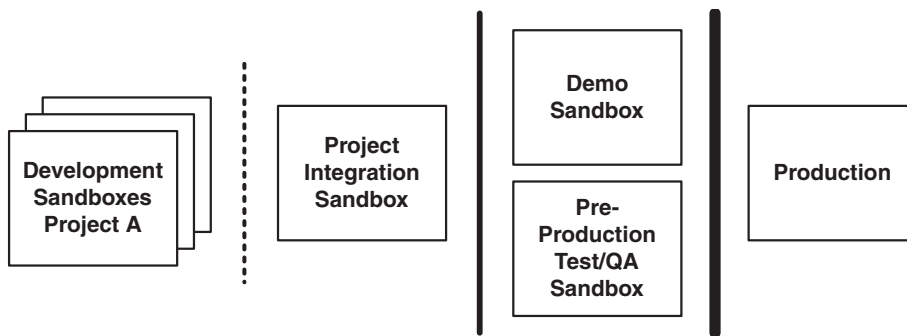 Development
Sandboxes
Project A
Project
Integration
Sandbox
Demo
Sandbox
Pre-
Production
Test/QA
Sandbox
Production